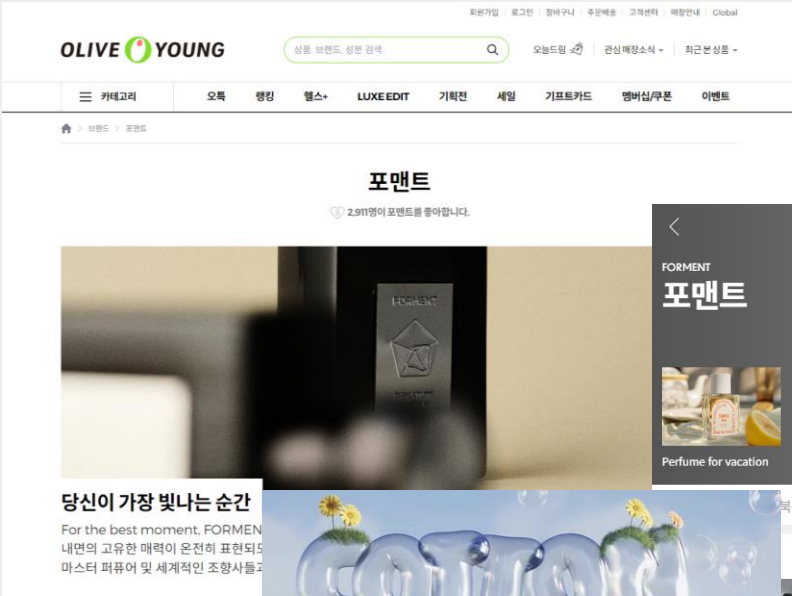 회원가입 로그인 장바구니 주문배송 고객센터 매장안내 Global
OLIVE YOUNG
상품, 브랜드, 성분 검색
오늘드림
관심 매장소식
최근 본 상품
카테고리
오특 랭킹 헬스+ LUXE EDIT 기획전 세일 기프트카드 멤버십/쿠폰 이벤트
브랜드 > 포맨트
포맨트
2,911명이 포맨트를 좋아합니다.
FORMENT
FORMENT
포맨트
Perfume for vacation
당신이 가장 빛나는 순간
For the best moment, FORMEN
내면의 고유한 매력이 온전히 표현되도
마스터 퍼퓨어 및 세계적인 조향사들과
북
COTTON